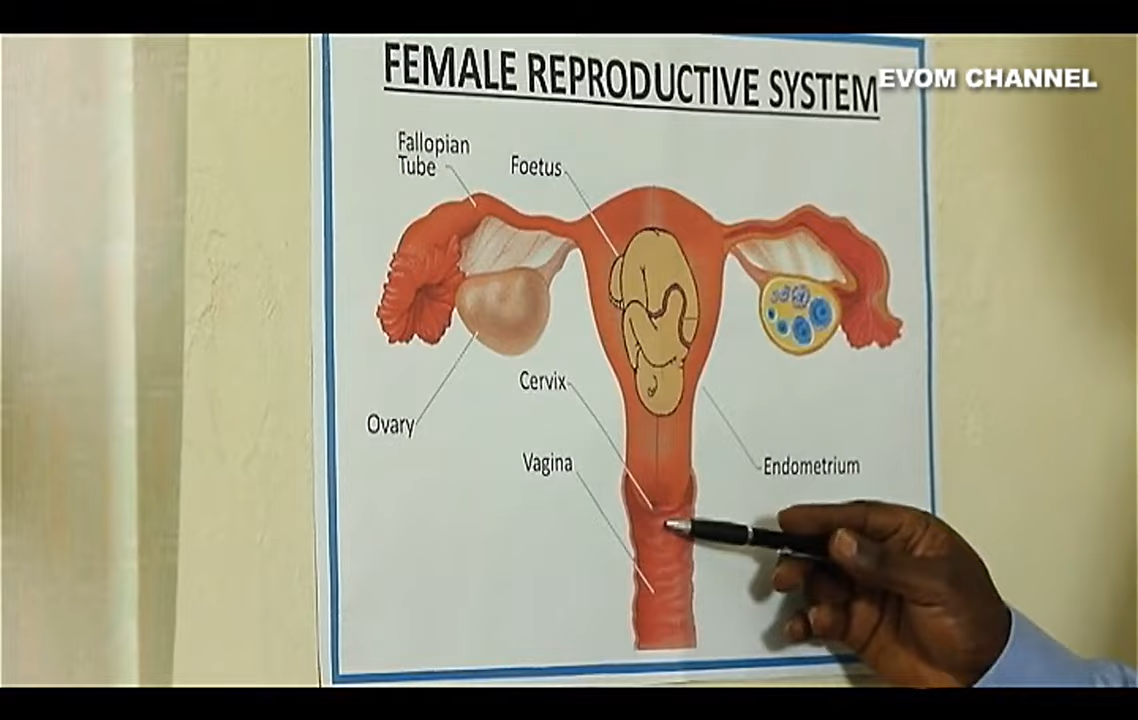 FEMALE REPRODUCTIVE SYSTEM
EVOM CHANNEL
Fallopian
Tube
Foetus
Cervix
Ovary
Vagina
Endometrium